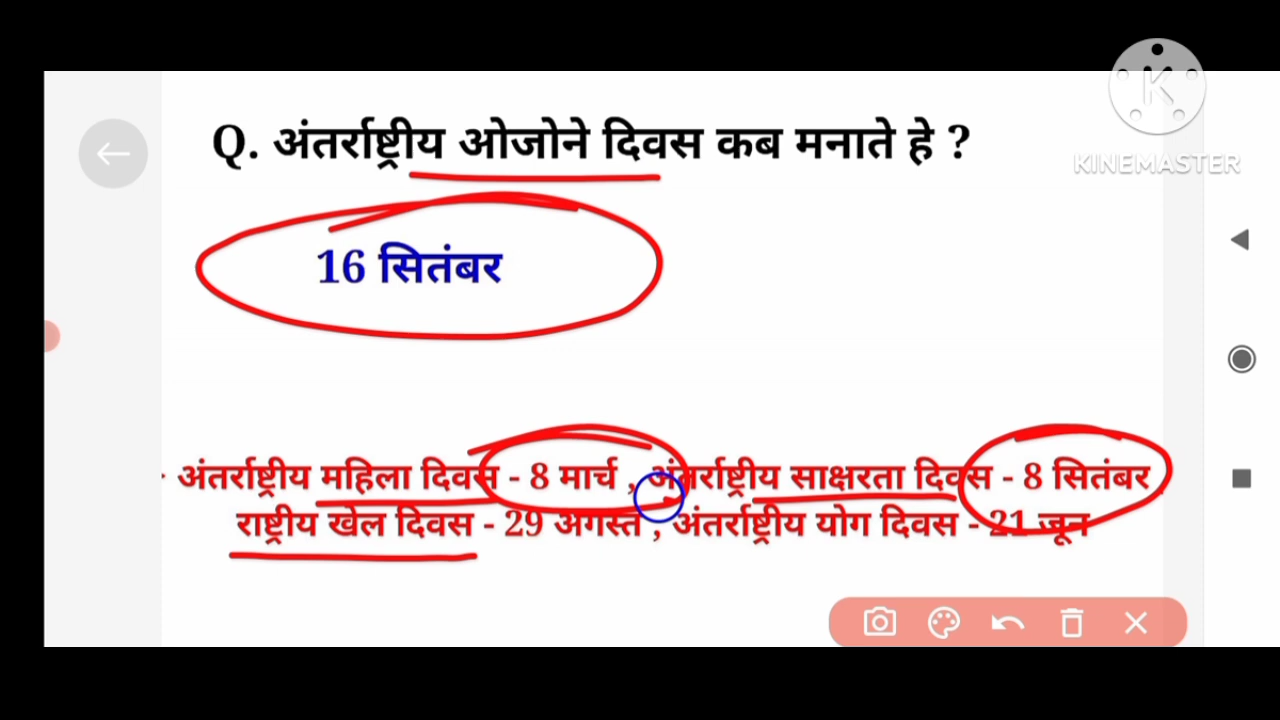 Q. अंतर्राष्ट्रीय ओजोने दिवस कब मनाते हे ?
KINEMASTER
16 सितंबर
अंतर्राष्ट्रीय महिला दिवस - 8 मार्च , अंतर्राष्ट्रीय साक्षरता दिवस - 8 सितंबर
राष्ट्रीय खेल दिवस - 29 अगस्त , अंतर्राष्ट्रीय योग दिवस - 21 जून